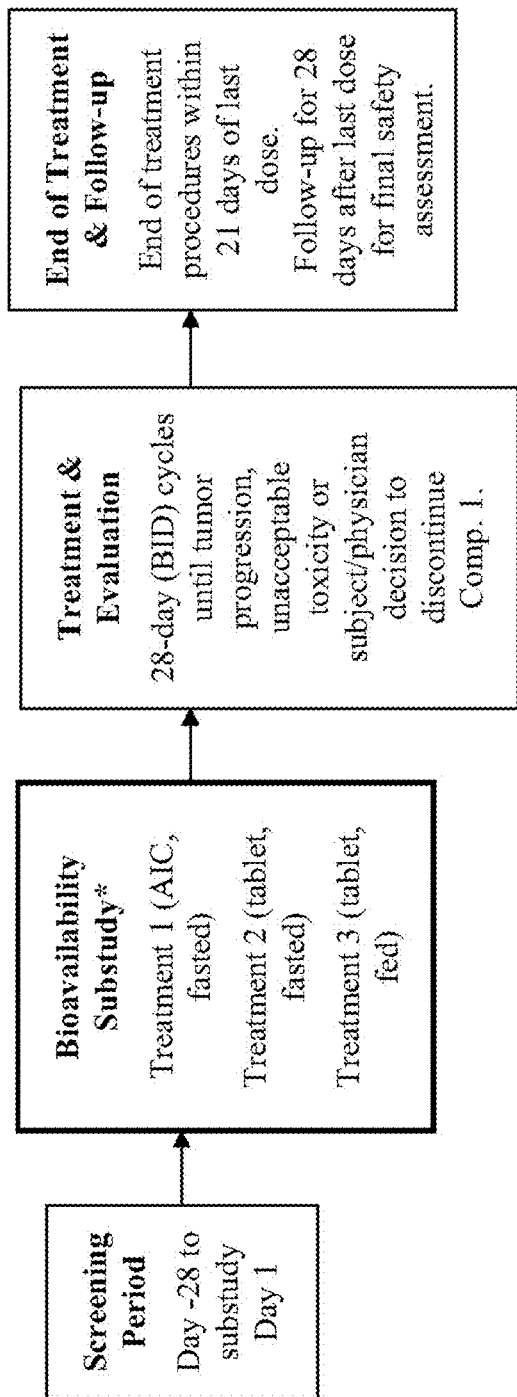 Screening
Period
Day -28 to
substudy
Day 1
Bioavailability
Substudy*
Treatment 1 (AIC,
fasted)
Treatment 2 (tablet,
fasted)
Treatment 3 (tablet,
fed)
Treatment &
Evaluation
28-day (BID) cycles
until tumor
progression,
unacceptable
toxicity or
subject/physician
decision to
discontinue
Comp. 1.
End of Treatment
& Follow-up
End of treatment
procedures within
21 days of last
dose.
Follow-up for 28
days after last dose
for final safety
assessment.